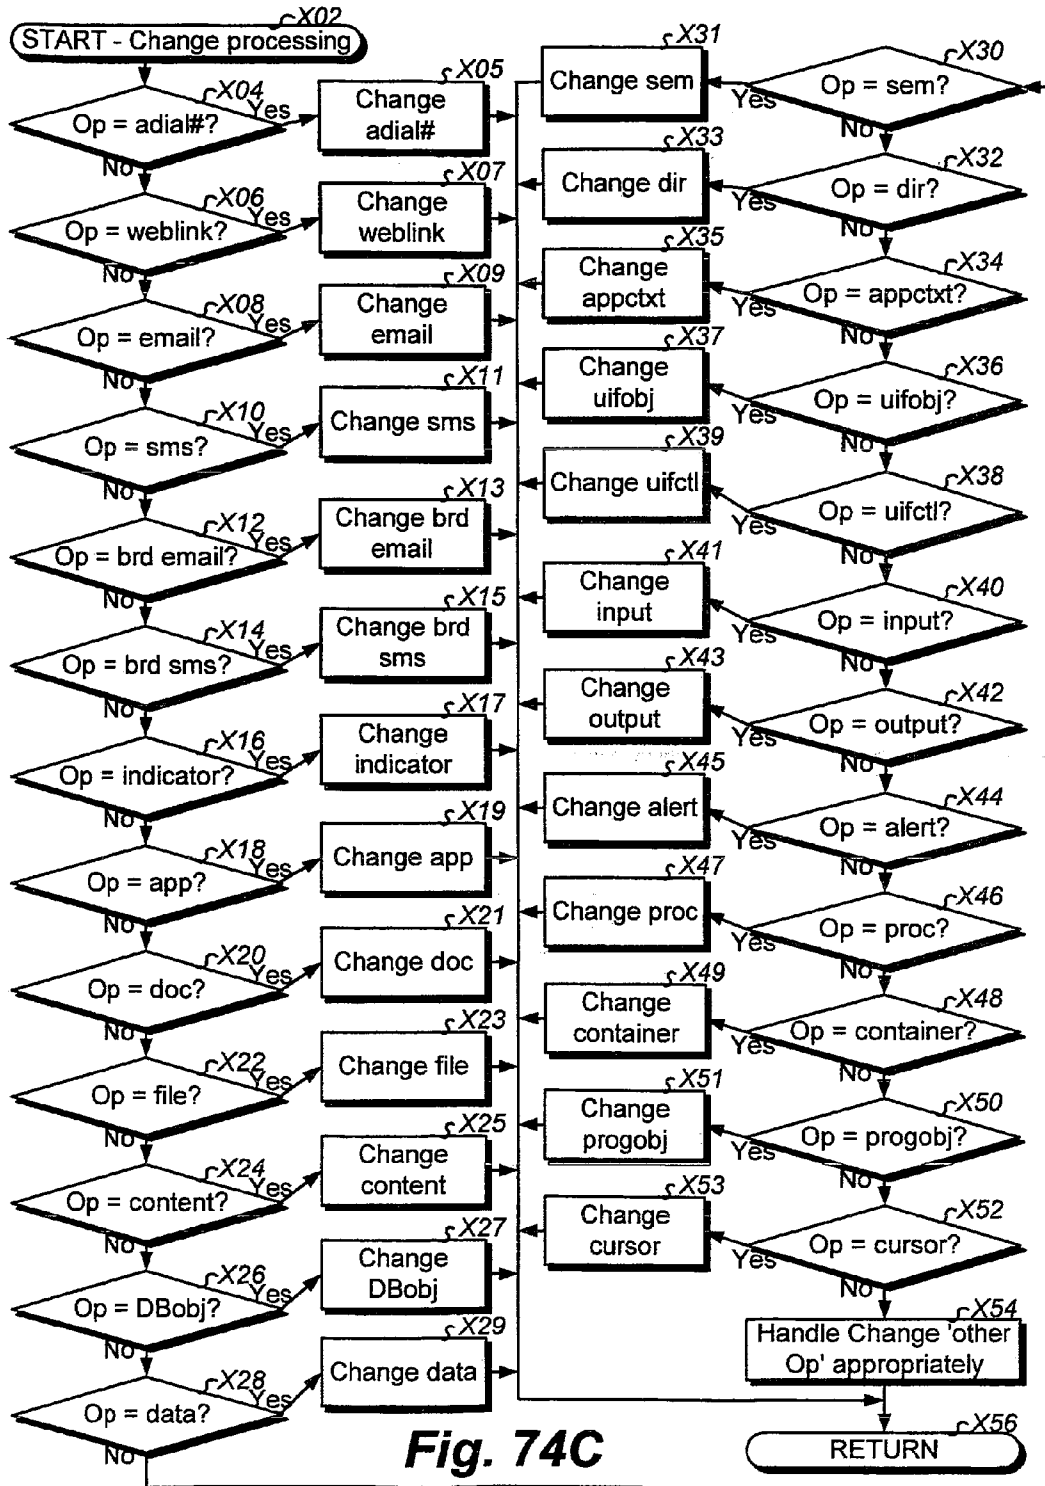 X02
START - Change processing
X04
Op = adial#?
Yes
No
X05
Change
adial#
X06
Op = weblink?
Yes
No
X07
Change
weblink
X08
Op = email?
Yes
No
X09
Change
email
X10
Op = sms?
Yes
No
X11
Change sms
X12
Op = brd email?
Yes
No
X13
Change brd
email
X14
Op = brd sms?
Yes
No
X15
Change brd
sms
X16
Op = indicator?
Yes
No
X17
Change
indicator
X18
Op = app?
Yes
No
X19
Change app
X20
Op = doc?
Yes
No
X21
Change doc
X22
Op = file?
Yes
No
X23
Change file
X24
Op = content?
Yes
No
X25
Change
content
X26
Op = DBobj?
Yes
No
X27
Change
DBobj
X28
Op = data?
Yes
No
X29
Change data
X30
Op = sem?
Yes
No
X31
Change sem
X32
Op = dir?
Yes
No
X33
Change dir
X34
Op = appctxt?
Yes
No
X35
Change
appctxt
X36
Op = uifobj?
Yes
No
X37
Change
uifobj
X38
Op = uifctl?
Yes
No
X39
Change uifctl
X40
Op = input?
Yes
No
X41
Change
input
X42
Op = output?
Yes
No
X43
Change
output
X44
Op = alert?
Yes
No
X45
Change alert
X46
Op = proc?
Yes
No
X47
Change proc
X48
Op = container?
Yes
No
X49
Change
container
X50
Op = progobj?
Yes
No
X51
Change
progobj
X52
Op = cursor?
Yes
No
X53
Change
cursor
X54
Handle Change 'other
Op' appropriately
X56
RETURN
Fig. 74C